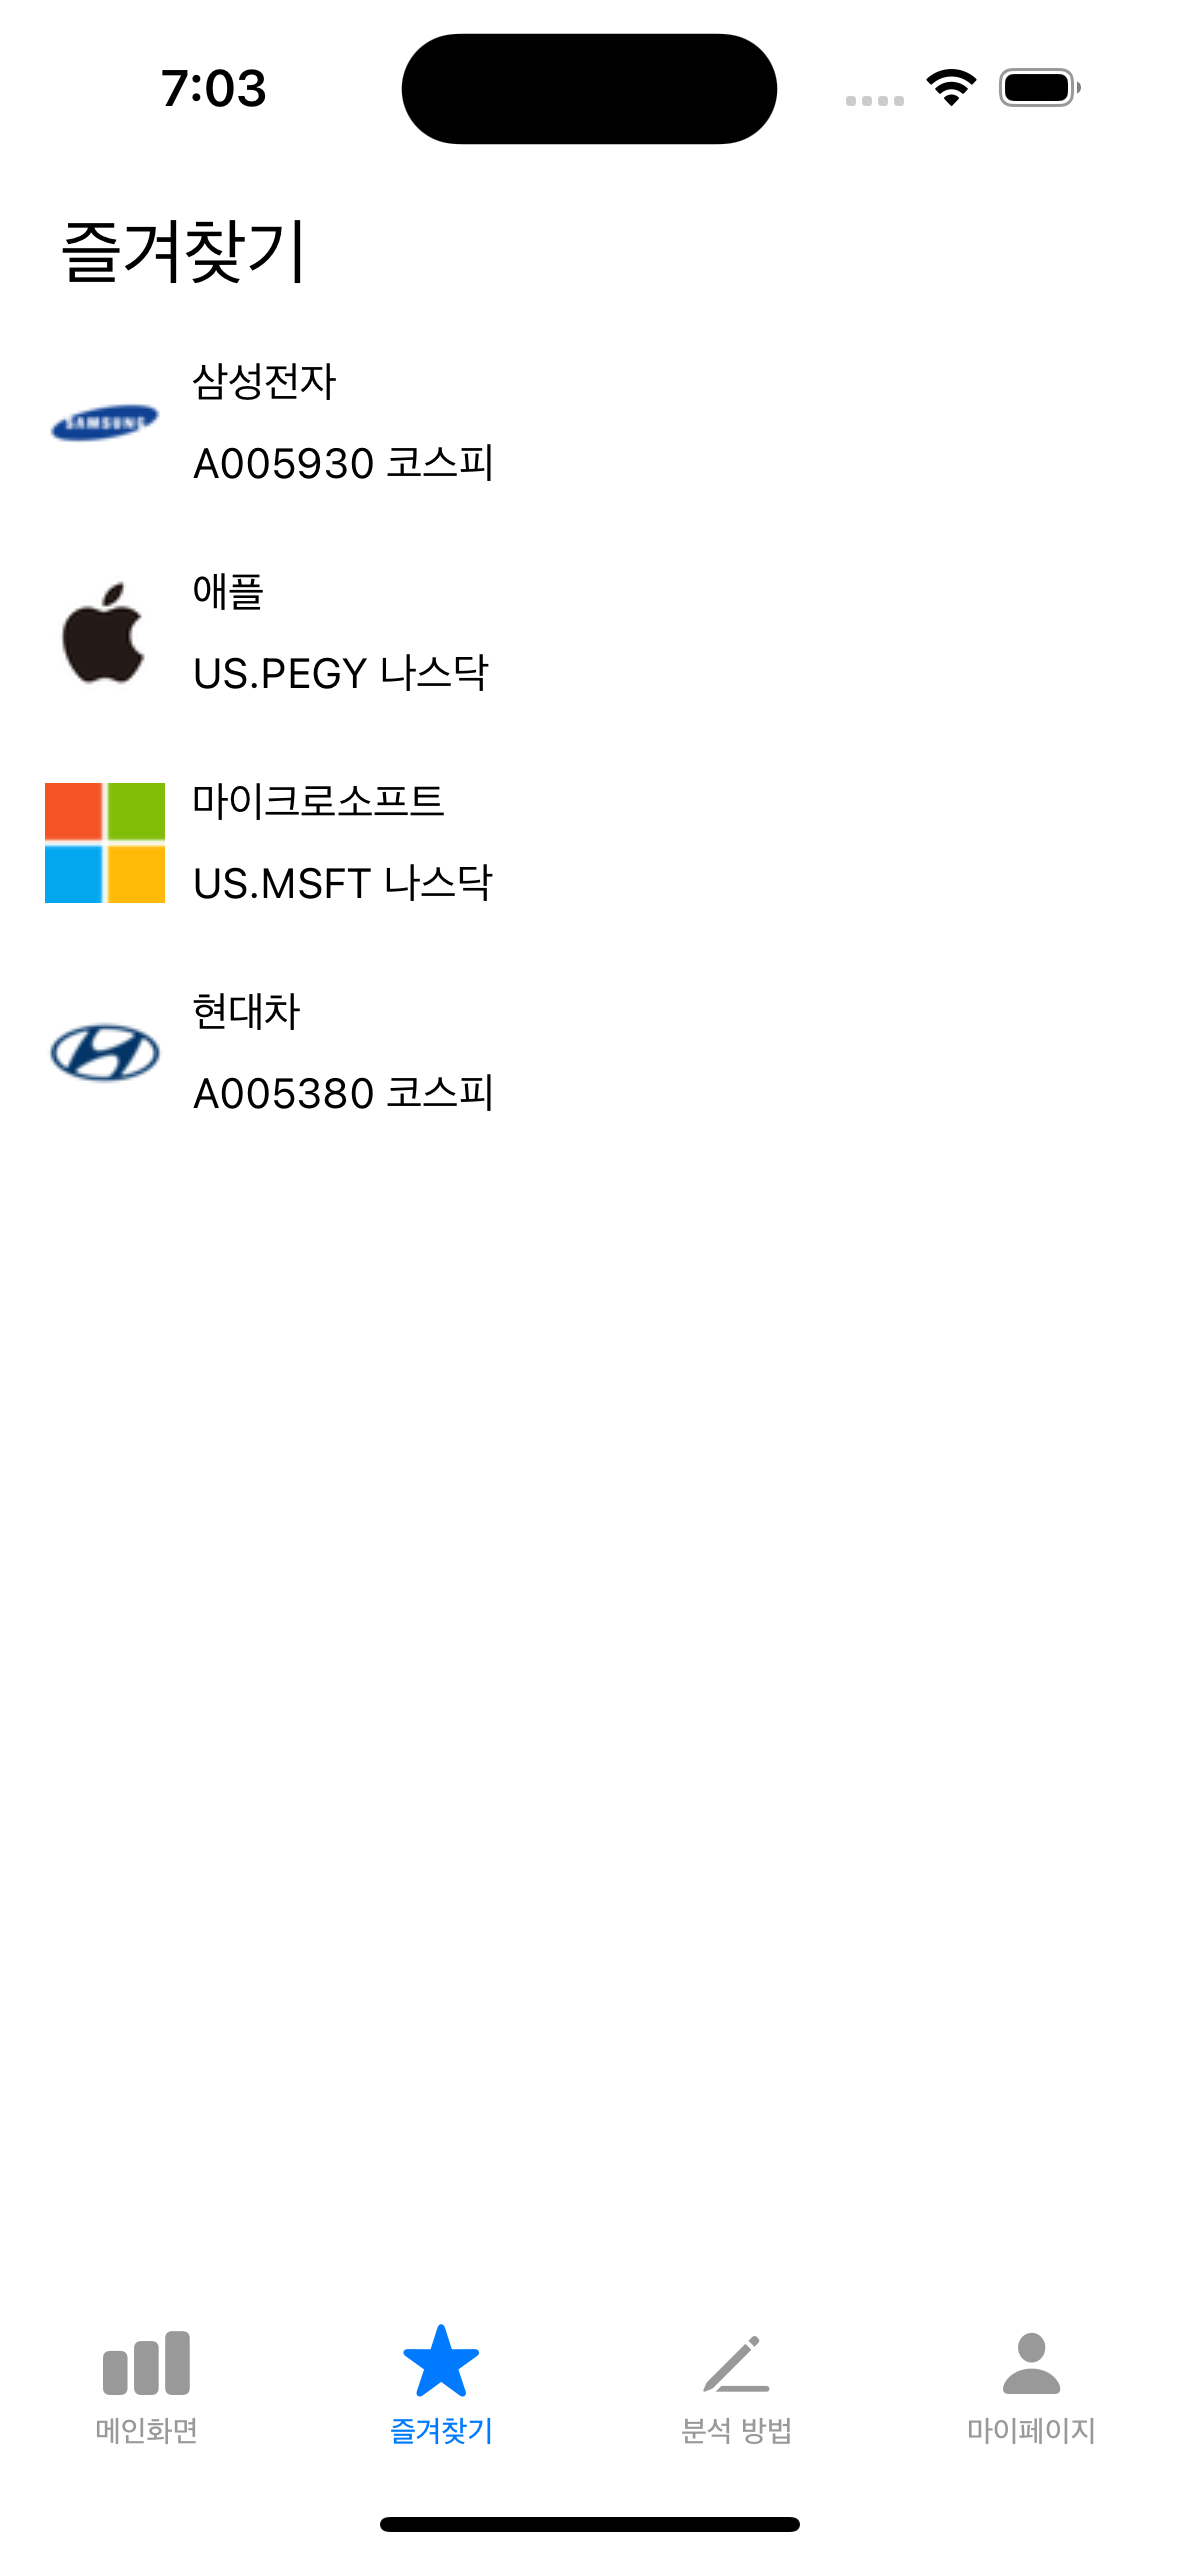 7:03
즐겨찾기
SAMSUNG
삼성전자
A005930 코스피
애플
US.PEGY 나스닥
마이크로소프트
US.MSFT 나스닥
현대차
A005380 코스피
메인화면
즐겨찾기
분석 방법
마이페이지